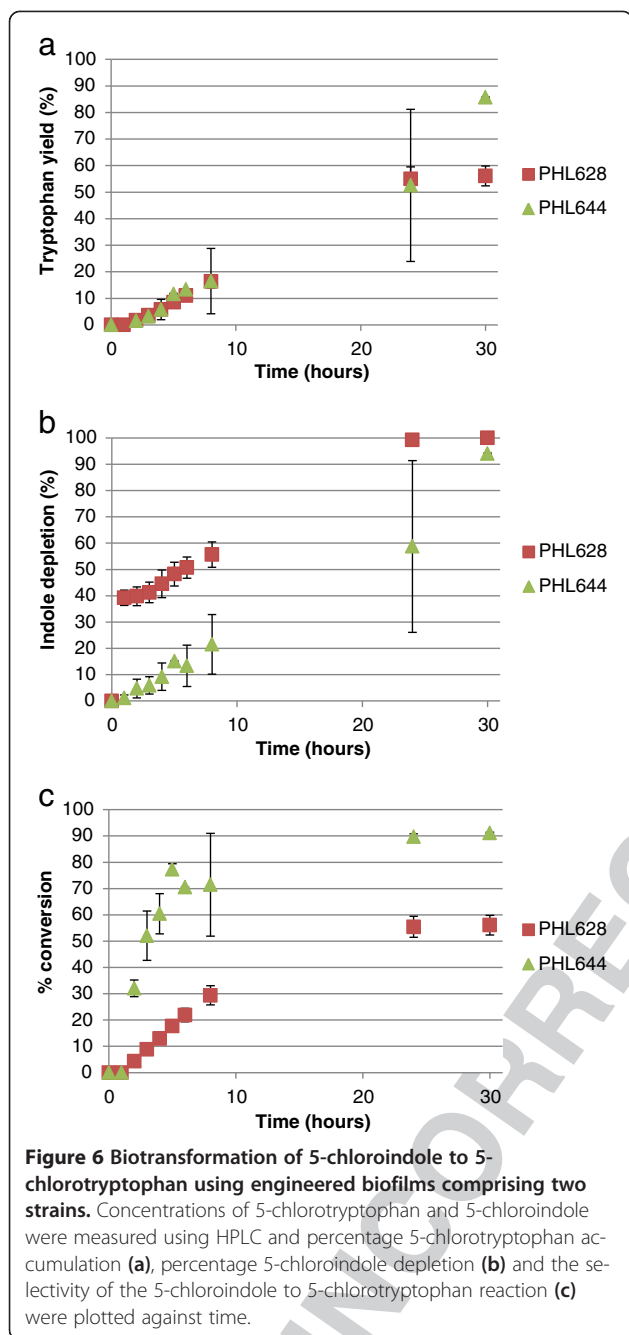 a
100
90
80
70
60
50
40
30
20
10
0
Tryptophan yield (%)
0 10 20 30
Time (hours)
PHL628
PHL644
b
100
90
80
70
60
50
40
30
20
10
0
Indole depletion (%)
0 10 20 30
Time (hours)
PHL628
PHL644
c
100
90
80
70
60
50
40
30
20
10
0
% conversion
0 10 20 30
Time (hours)
PHL628
PHL644
Figure 6 Biotransformation of 5-chloroindole to 5-
chlorotryptophan using engineered biofilms comprising two
strains. Concentrations of 5-chlorotryptophan and 5-chloroindole
were measured using HPLC and percentage 5-chlorotryptophan ac-
cumulation (a), percentage 5-chloroindole depletion (b) and the se-
lectivity of the 5-chloroindole to 5-chlorotryptophan reaction (c)
were plotted against time.